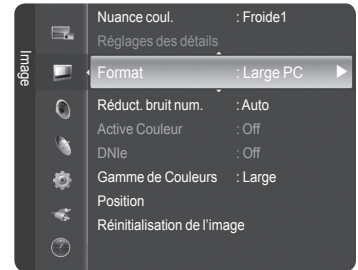 Image
Nuance coul. : Froide1
Réglages des détails
Format : Large PC
Réduct. bruit num. : Auto
Active Couleur : Off
DNIe : Off
Gamme de Couleurs : Large
Position
Réinitialisation de l'image